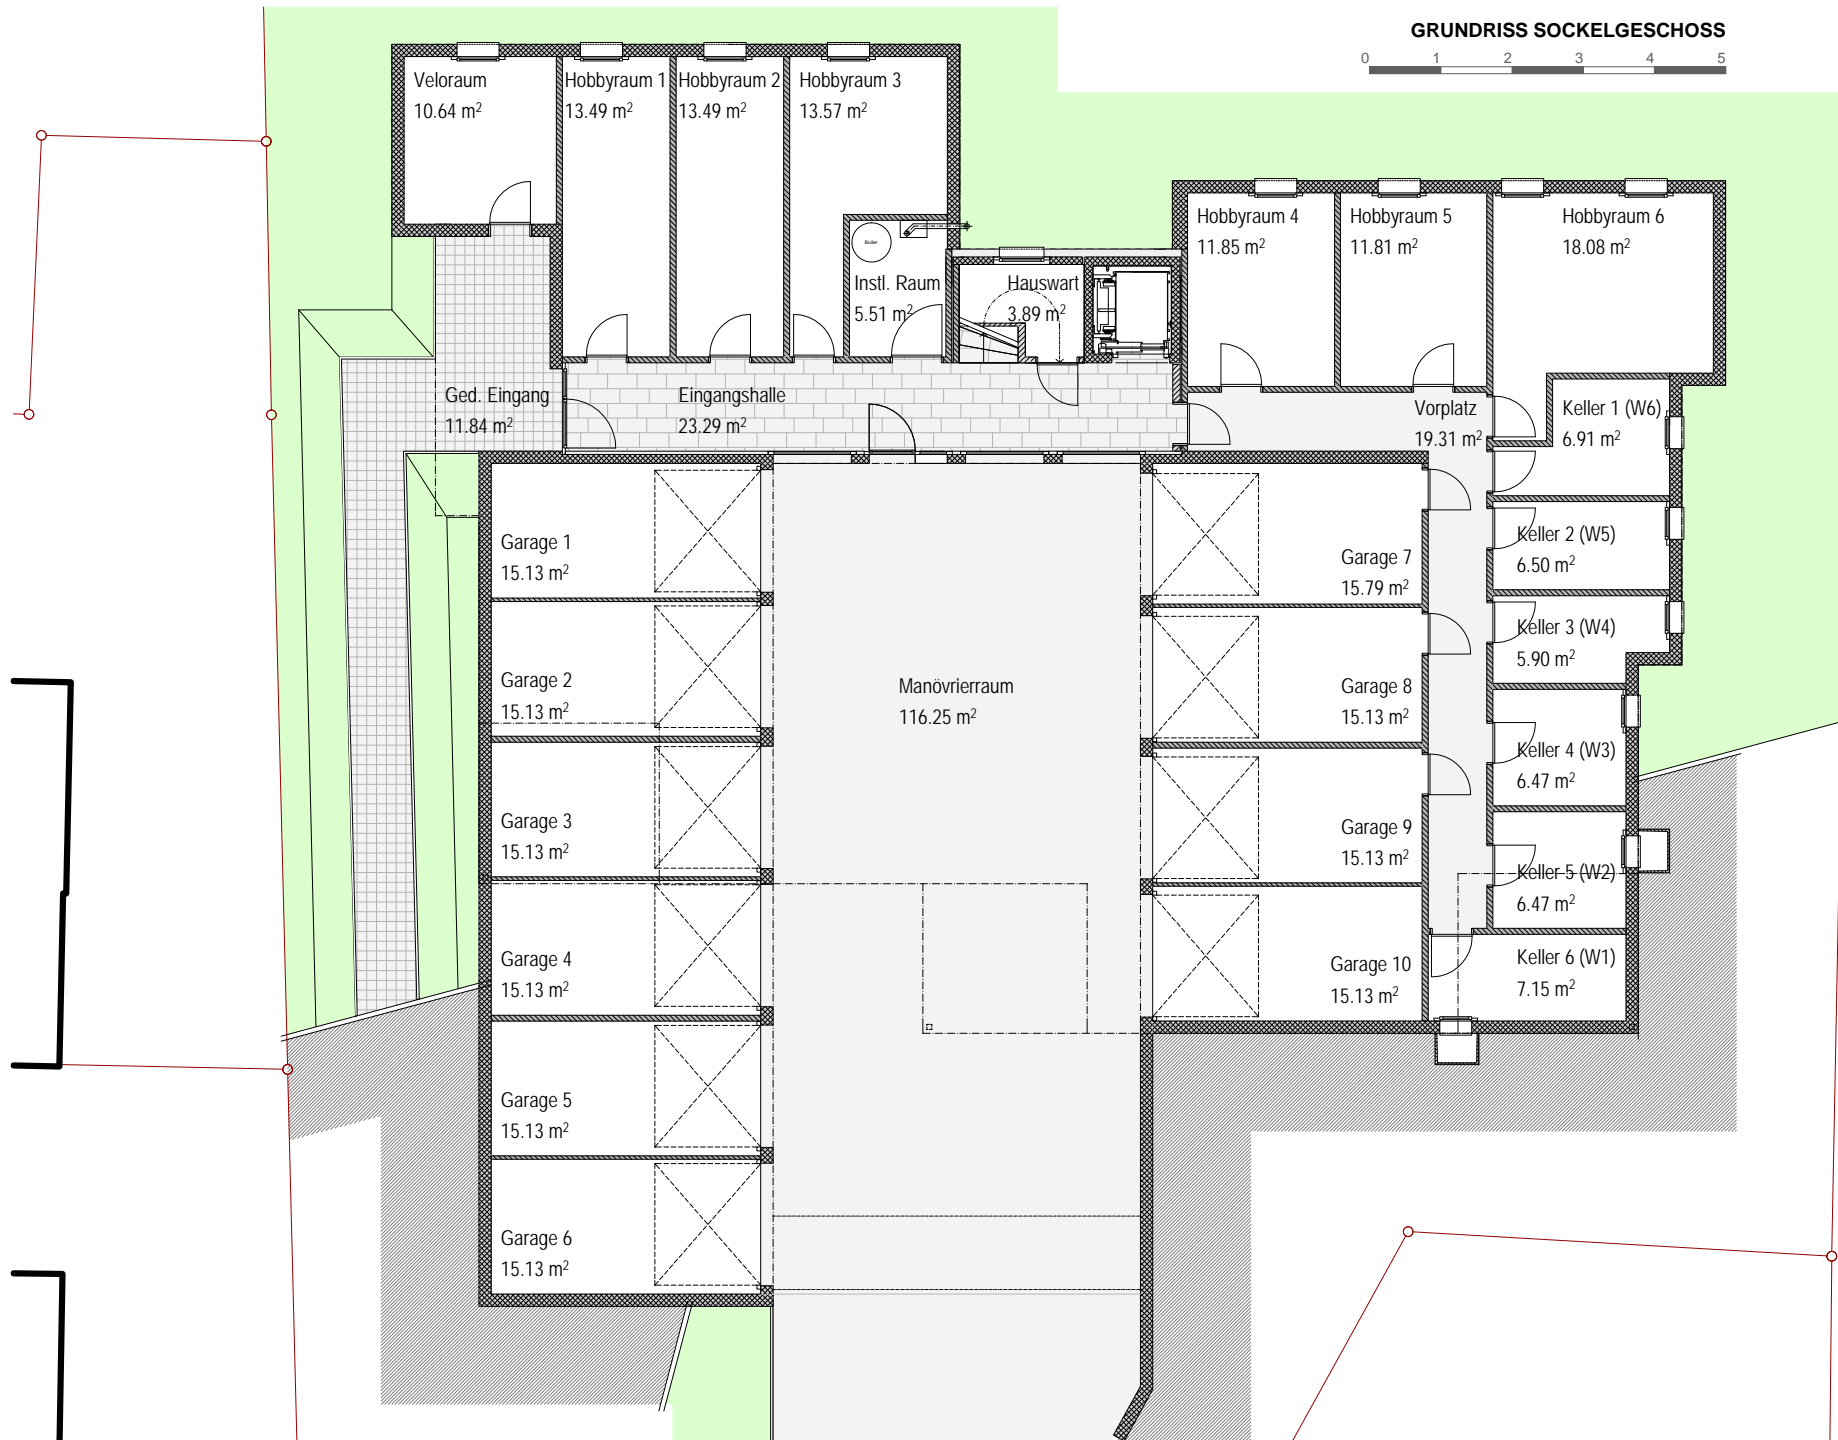 GRUNDRISS SOCKELGESCHOSS
0 1 2 3 4 5
Veloraum
10.64 m²
Hobbyraum 1
13.49 m²
Hobbyraum 2
13.49 m²
Hobbyraum 3
13.57 m²
Boiler
Instl. Raum
5.51 m²
Hauswart
3.89 m²
Hobbyraum 4
11.85 m²
Hobbyraum 5
11.81 m²
Hobbyraum 6
18.08 m²
Ged. Eingang
11.84 m²
Eingangshalle
23.29 m²
Vorplatz
19.31 m²
Keller 1 (W6)
6.91 m²
Keller 2 (W5)
6.50 m²
Keller 3 (W4)
5.90 m²
Keller 4 (W3)
6.47 m²
Keller 5 (W2)
6.47 m²
Keller 6 (W1)
7.15 m²
Garage 1
15.13 m²
Garage 2
15.13 m²
Garage 3
15.13 m²
Garage 4
15.13 m²
Garage 5
15.13 m²
Garage 6
15.13 m²
Manövrierraum
116.25 m²
Garage 7
15.79 m²
Garage 8
15.13 m²
Garage 9
15.13 m²
Garage 10
15.13 m²